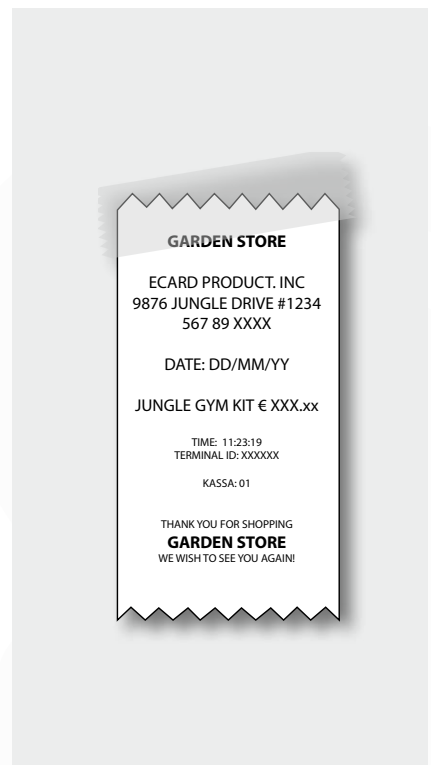 GARDEN STORE
ECARD PRODUCT. INC
9876 JUNGLE DRIVE #1234
567 89 XXXX
DATE: DD/MM/YY
JUNGLE GYM KIT € XXX.xx
TIME: 11:23:19
TERMINAL ID: XXXXXX
KASSA: 01
THANK YOU FOR SHOPPING
GARDEN STORE
WE WISH TO SEE YOU AGAIN!